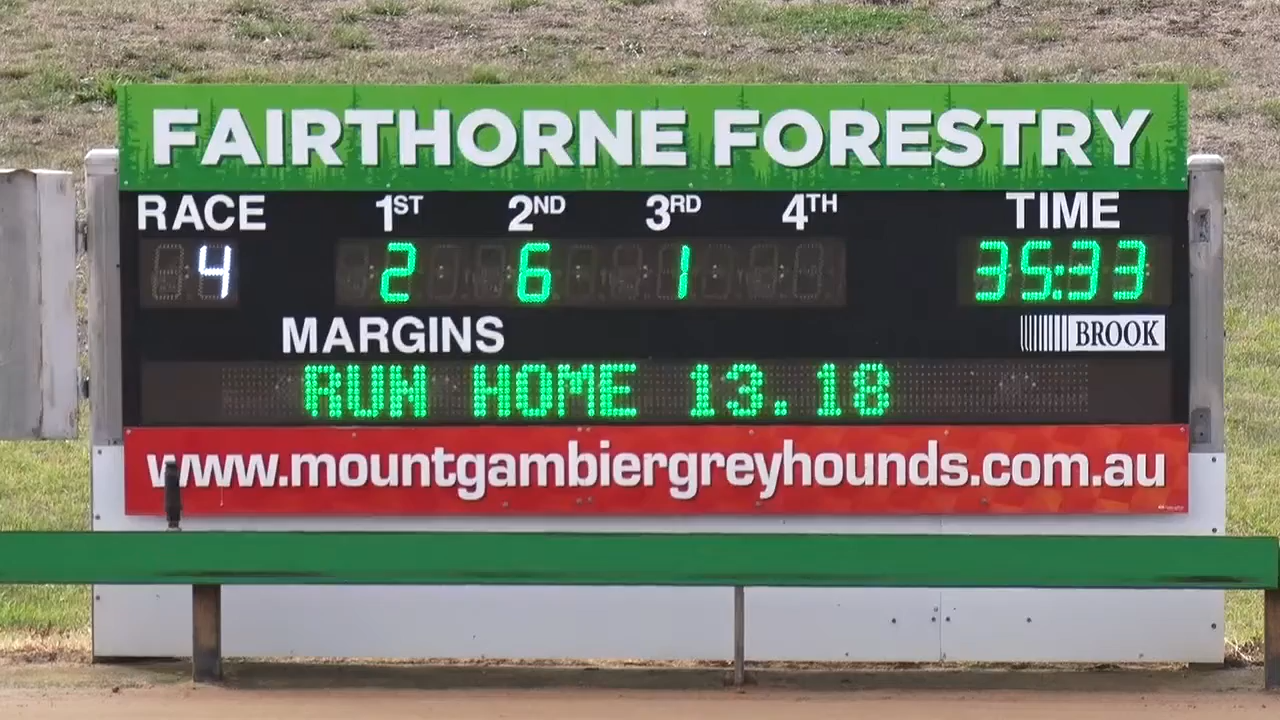 FAIRTHORNE FORESTRY
RACE 1ST 2ND 3RD 4TH TIME
4 2 6 1 35:33
MARGINS BROOK
RUN HOME 13.18
www.mountgambiergreyhounds.com.au